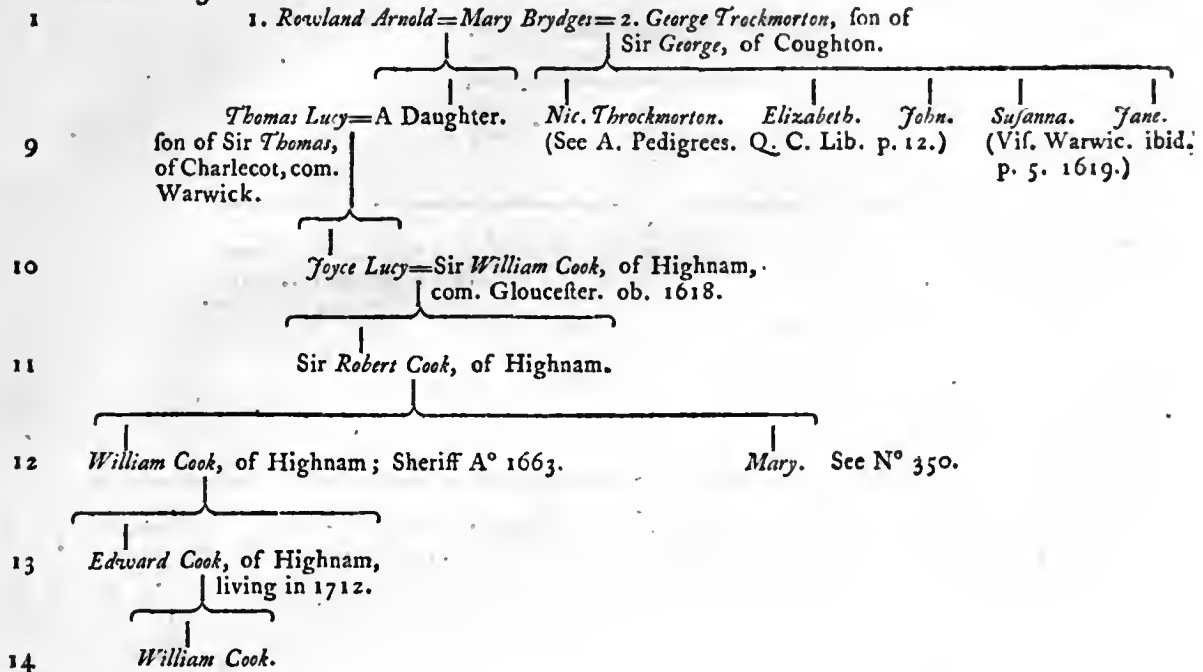 1 1. Rowland Arnold=Mary Brydges=2. George Trockmorton, ſon of
Sir George, of Coughton.
Thomas Lucy=A Daughter. Nic. Throckmorton. Elizabeth. John. Suſanna. Jane.
9 ſon of Sir Thomas, (See A. Pedigrees. Q. C. Lib. p. 12.) (Viſ. Warwic. ibid.
of Charlecot, com. p. 5. 1619.)
Warwick.
10 Joyce Lucy=Sir William Cook, of Highnam,
com. Glouceſter. ob. 1618.
11 Sir Robert Cook, of Highnam.
12 William Cook, of Highnam; Sheriff A° 1663. Mary. See N° 350.
13 Edward Cook, of Highnam,
living in 1712.
14 William Cook.